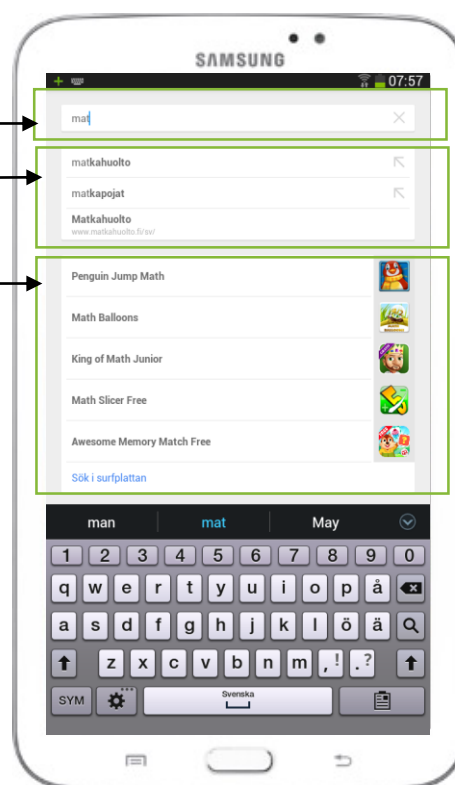 SAMSUNG
07:57
mat
matkahuolto
matkapojat
Matkahuolto
www.matkahuolto.fi/sv/
Penguin Jump Math
Math Balloons
King of Math Junior
Math Slicer Free
Awesome Memory Match Free
Sök i surfplattan
man mat May
1 2 3 4 5 6 7 8 9 0
q w e r t y u i o p å
a s d f g h j k l ö ä
z x c v b n m , ! . ?
SYM Svenska